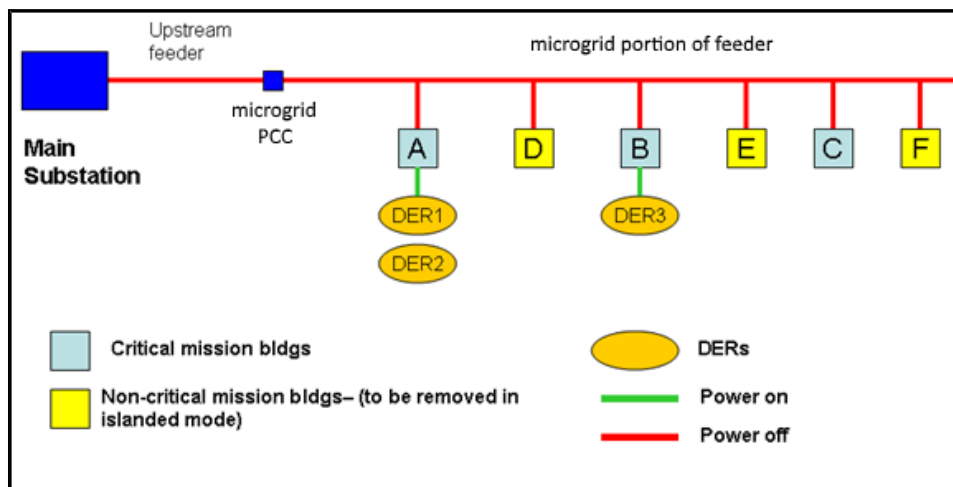 Upstream
feeder
microgrid portion of feeder
microgrid
PCC
Main
Substation
A
D
B
E
C
F
DER1
DER3
DER2
Critical mission bldgs
DERs
Non-critical mission bldgs– (to be removed in
islanded mode)
Power on
Power off